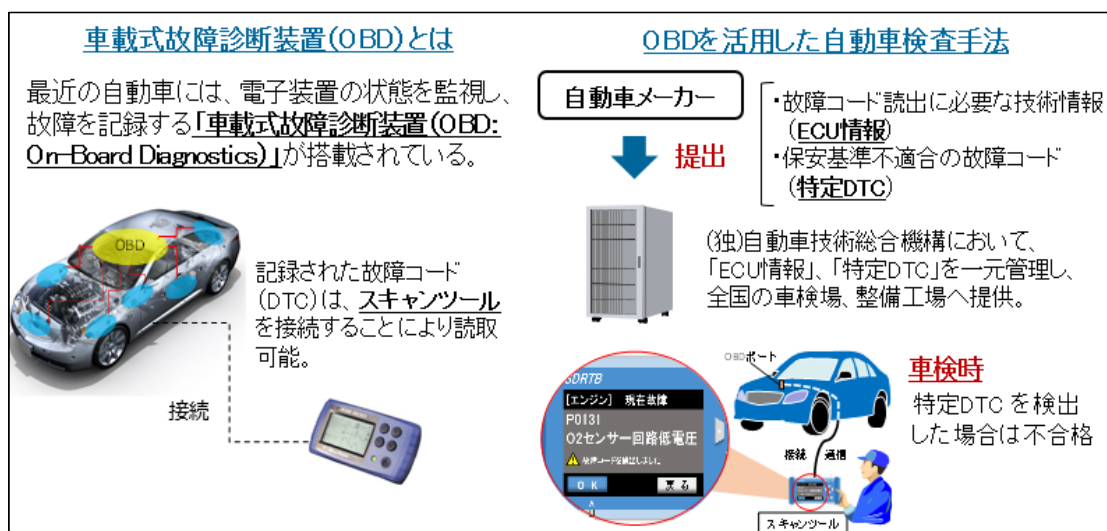 車載式故障診断装置(OBD)とは
最近の自動車には、電子装置の状態を監視し、
故障を記録する「車載式故障診断装置(OBD:
On-Board Diagnostics)」が搭載されている。
OBD
記録された故障コード
(DTC)は、スキャンツール
を接続することにより読取
可能。
接続
OBDを活用した自動車検査手法
自動車メーカー
提出
・故障コード読出に必要な技術情報
(ECU情報)
・保安基準不適合の故障コード
(特定DTC)
(独)自動車技術総合機構において、
「ECU情報」、「特定DTC」を一元管理し、
全国の車検場、整備工場へ提供。
OBDポート
SDRTB
[エンジン] 現在故障
P0131
O2センサー回路低電圧
故障コードを検出しました
OK 戻る
A
車検時
特定DTC を検出
した場合は不合格
接続 通信
スキャンツール